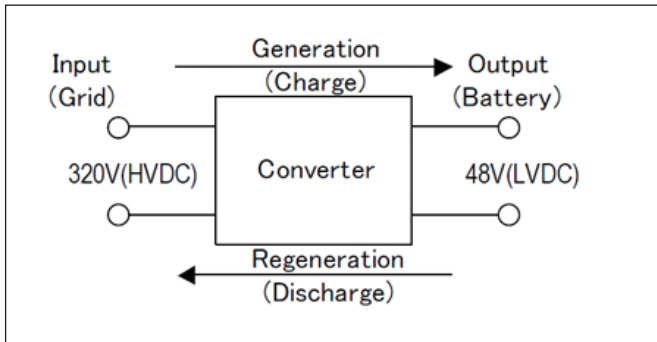 Generation
(Charge)
Input
(Grid)
Output
(Battery)
320V(HVDC)
Converter
48V(LVDC)
Regeneration
(Discharge)